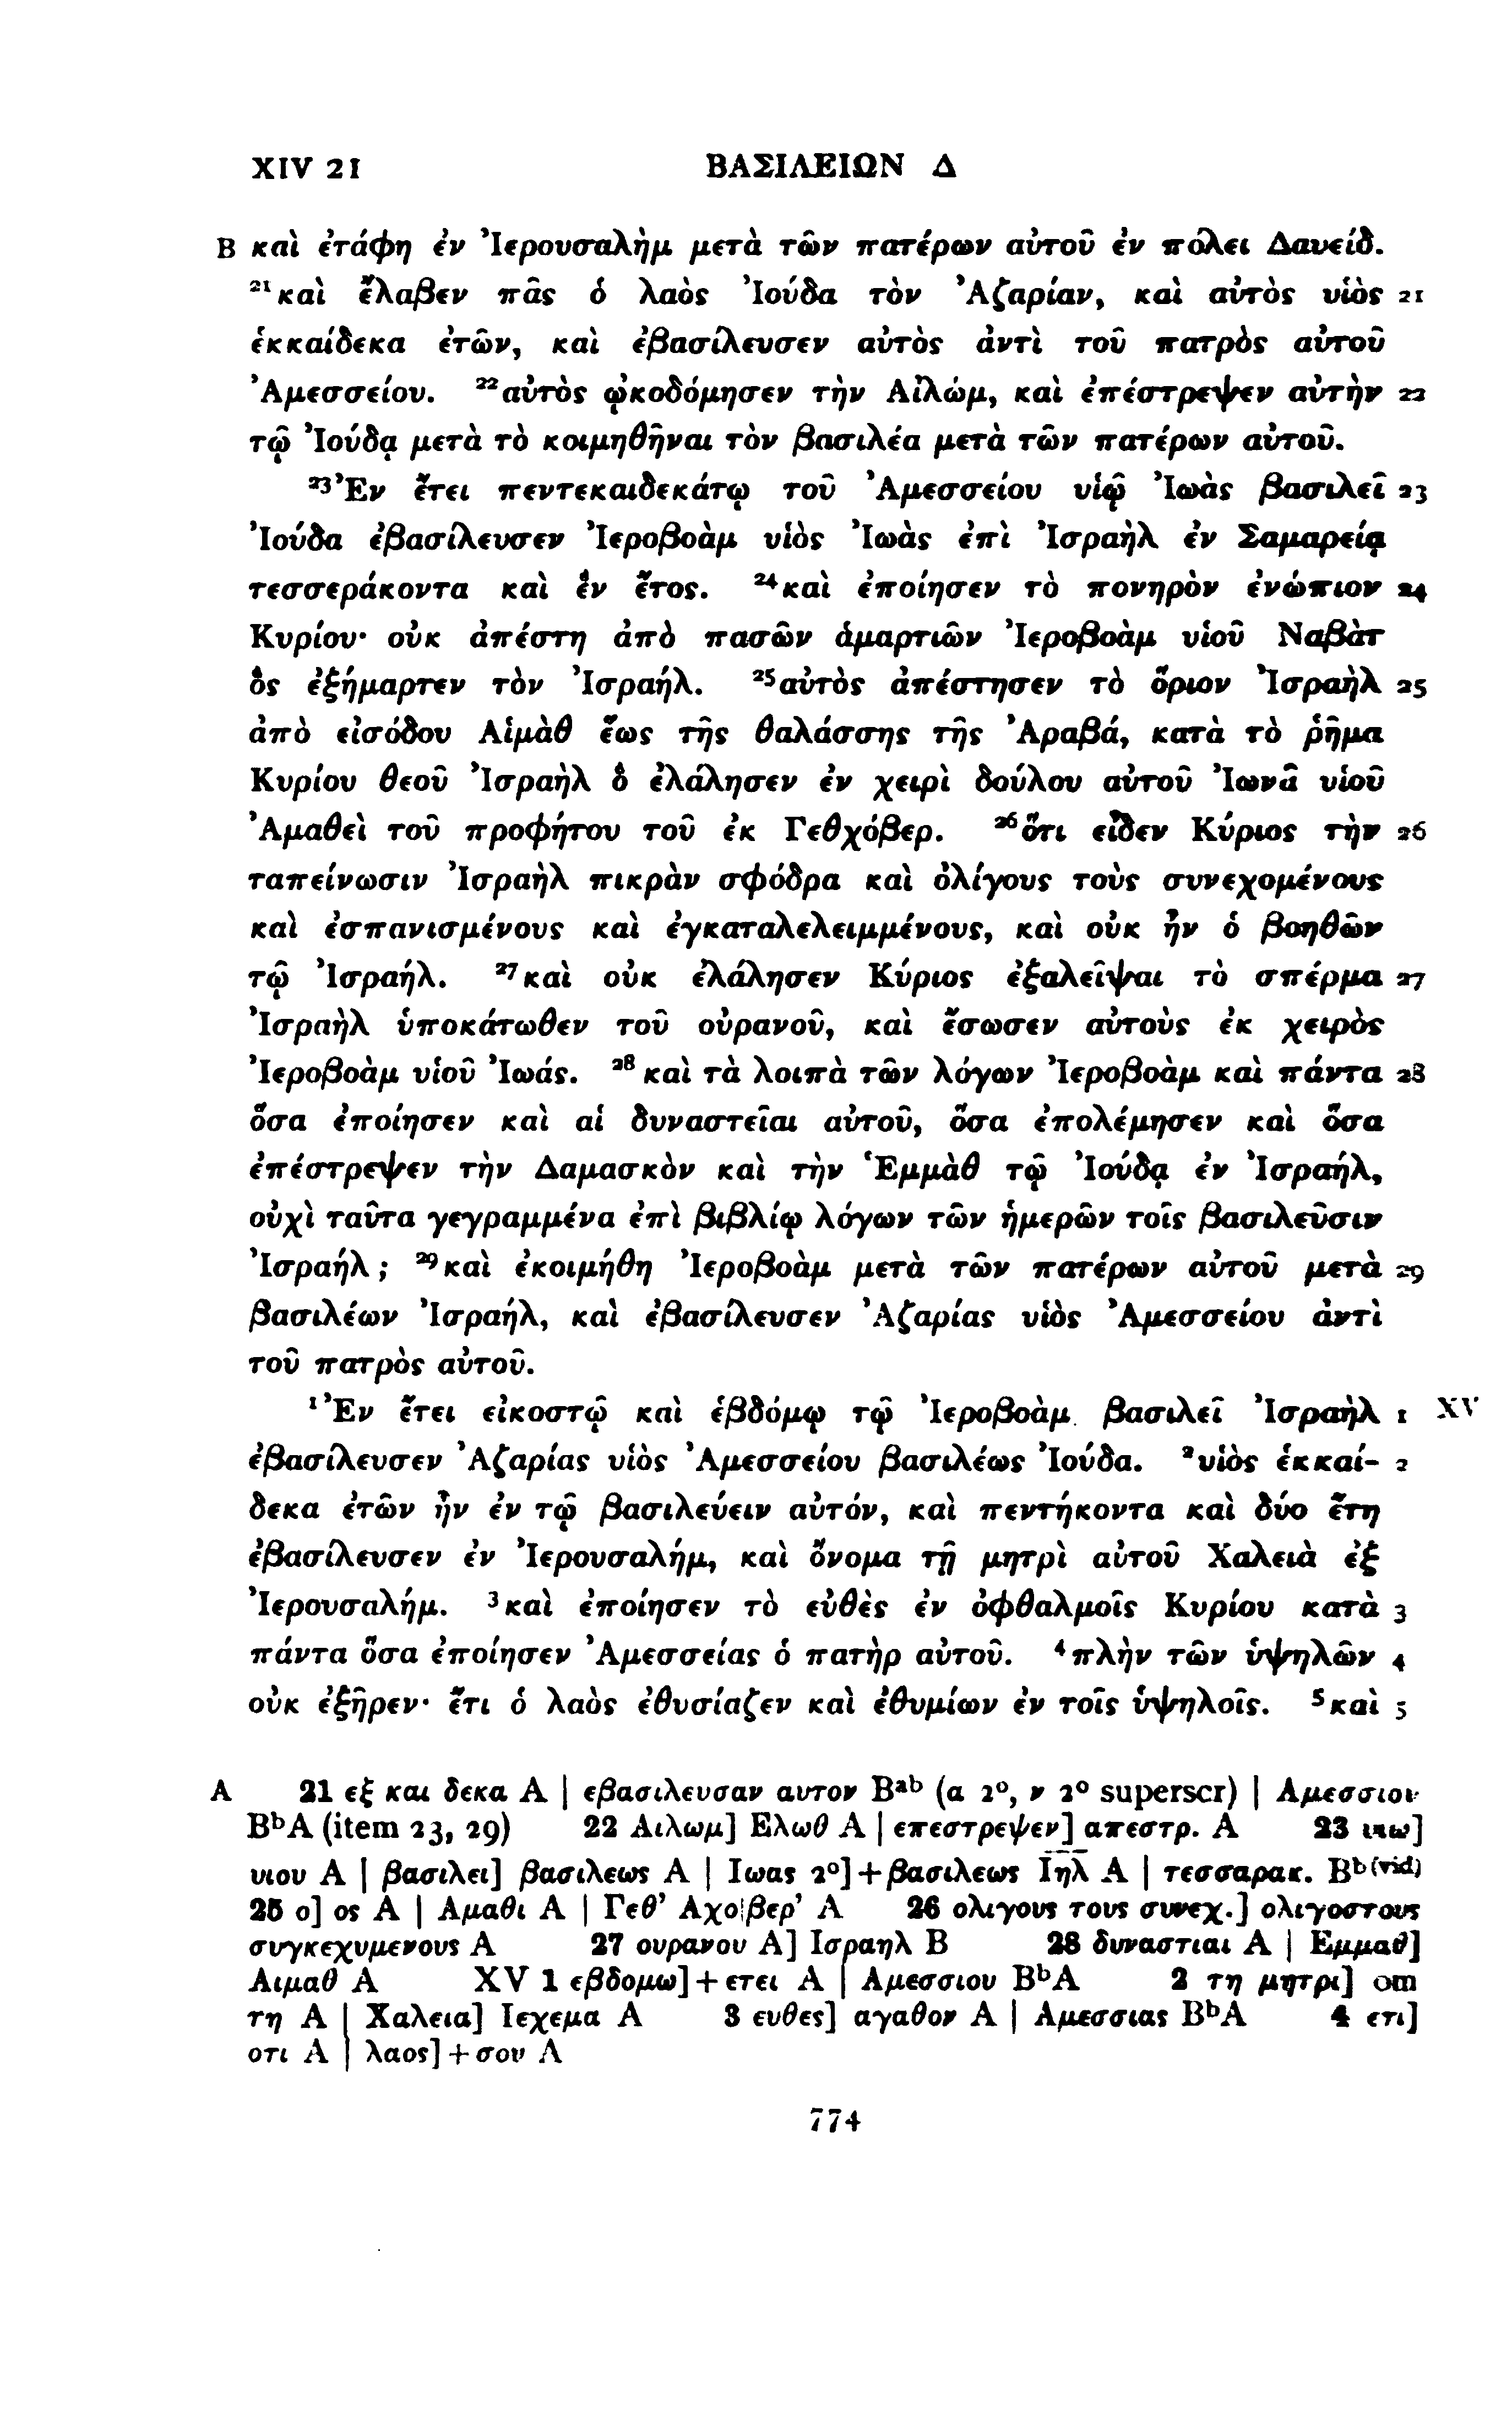 XIV 21 ΒΑΣΙΛΕΙΩΝ Δ
B καὶ ἐτάφη ἐν Ἰερουσαλὴμ μετὰ τῶν πατέρων αὐτοῦ ἐν πόλει Δαυείδ.
²¹καὶ ἔλαβεν πᾶς ὁ λαὸς Ἰούδα τὸν Ἀζαρίαν, καὶ αὐτὸς υἱὸς 21
ἑκκαίδεκα ἐτῶν, καὶ ἐβασίλευσεν αὐτὸς ἀντὶ τοῦ πατρὸς αὐτοῦ
Ἀμεσσείου. ²²αὐτὸς ᾠκοδόμησεν τὴν Αἰλώμ, καὶ ἐπέστρεψεν αὐτὴν 22
τῷ Ἰούδᾳ μετὰ τὸ κοιμηθῆναι τὸν βασιλέα μετὰ τῶν πατέρων αὐτοῦ.
²³Ἐν ἔτει πεντεκαιδεκάτῳ τοῦ Ἀμεσσείου υἱῷ Ἰωὰς βασιλεῖ 23
Ἰούδα ἐβασίλευσεν Ἰεροβοὰμ υἱὸς Ἰωὰς ἐπὶ Ἰσραὴλ ἐν Σαμαρείᾳ
τεσσεράκοντα καὶ ἓν ἔτος. ²⁴καὶ ἐποίησεν τὸ πονηρὸν ἐνώπιον 24
Κυρίου· οὐκ ἀπέστη ἀπὸ πασῶν ἁμαρτιῶν Ἰεροβοὰμ υἱοῦ Ναβὰτ
ὃς ἐξήμαρτεν τὸν Ἰσραήλ. ²⁵αὐτὸς ἀπέστησεν τὸ ὅριον Ἰσραὴλ 25
ἀπὸ εἰσόδου Αἱμὰθ ἕως τῆς θαλάσσης τῆς Ἀραβά, κατὰ τὸ ῥῆμα
Κυρίου θεοῦ Ἰσραὴλ ὃ ἐλάλησεν ἐν χειρὶ δούλου αὐτοῦ Ἰωνᾶ υἱοῦ
Ἀμαθεὶ τοῦ προφήτου τοῦ ἐκ Γεθχόβερ. ²⁶ὅτι εἶδεν Κύριος τὴν 26
ταπείνωσιν Ἰσραὴλ πικρὰν σφόδρα καὶ ὀλίγους τοὺς συνεχομένους
καὶ ἐσπανισμένους καὶ ἐγκαταλελειμμένους, καὶ οὐκ ἦν ὁ βοηθῶν
τῷ Ἰσραήλ. ²⁷καὶ οὐκ ἐλάλησεν Κύριος ἐξαλεῖψαι τὸ σπέρμα 27
Ἰσραὴλ ὑποκάτωθεν τοῦ οὐρανοῦ, καὶ ἔσωσεν αὐτοὺς ἐκ χειρὸς
Ἰεροβοὰμ υἱοῦ Ἰωάς. ²⁸καὶ τὰ λοιπὰ τῶν λόγων Ἰεροβοὰμ καὶ πάντα 28
ὅσα ἐποίησεν καὶ αἱ δυναστεῖαι αὐτοῦ, ὅσα ἐπολέμησεν καὶ ὅσα
ἐπέστρεψεν τὴν Δαμασκὸν καὶ τὴν Ἑμμὰθ τῷ Ἰούδᾳ ἐν Ἰσραήλ,
οὐχὶ ταῦτα γεγραμμένα ἐπὶ βιβλίῳ λόγων τῶν ἡμερῶν τοῖς βασιλεῦσιν
Ἰσραήλ; ²⁹καὶ ἐκοιμήθη Ἰεροβοὰμ μετὰ τῶν πατέρων αὐτοῦ μετὰ 29
βασιλέων Ἰσραήλ, καὶ ἐβασίλευσεν Ἀζαρίας υἱὸς Ἀμεσσείου ἀντὶ
τοῦ πατρὸς αὐτοῦ.
¹Ἐν ἔτει εἰκοστῷ καὶ ἑβδόμῳ τῷ Ἰεροβοὰμ βασιλεῖ Ἰσραὴλ 1 XV
ἐβασίλευσεν Ἀζαρίας υἱὸς Ἀμεσσείου βασιλέως Ἰούδα. ²υἱὸς ἑκκαί- 2
δεκα ἐτῶν ἦν ἐν τῷ βασιλεύειν αὐτόν, καὶ πεντήκοντα καὶ δύο ἔτη
ἐβασίλευσεν ἐν Ἰερουσαλήμ, καὶ ὄνομα τῇ μητρὶ αὐτοῦ Χαλειὰ ἐξ
Ἰερουσαλήμ. ³καὶ ἐποίησεν τὸ εὐθὲς ἐν ὀφθαλμοῖς Κυρίου κατὰ 3
πάντα ὅσα ἐποίησεν Ἀμεσσείας ὁ πατὴρ αὐτοῦ. ⁴πλὴν τῶν ὑψηλῶν 4
οὐκ ἐξῆρεν· ἔτι ὁ λαὸς ἐθυσίαζεν καὶ ἐθυμίων ἐν τοῖς ὑψηλοῖς. ⁵καὶ 5
A 21 εξ και δεκα A | εβασιλευσαν αυτον Bᵃᵇ (α 2°, ν 2° superscr) | Αμεσσιου
BᵇA (item 23, 29) 22 Αιλωμ] Ελωθ A | επεστρεψεν] απεστρ. A 23 υιω]
υιου A | βασιλει] βασιλεως A | Ιωας 2°]+βασιλεως Ι̅η̅λ̅ A | τεσσαρακ. Bᵇ⁽ᵛⁱᵈ⁾
25 ο] ος A | Αμαθι A | Γεθ’ Αχο|βερ’ A 26 ολιγους τους συνεχ.] ολιγοστους
συγκεχυμενους A 27 ουρανου A] Ισραηλ B 28 δυναστιαι A | Εμμαθ]
Αιμαθ A XV 1 εβδομω]+ετει A | Αμεσσιου BᵇA 2 τη μητρι] om
τη A | Χαλεια] Ιεχεμα A 3 ευθες] αγαθον A | Αμεσσιας BᵇA 4 ετι]
οτι A | λαος]+σου A
774